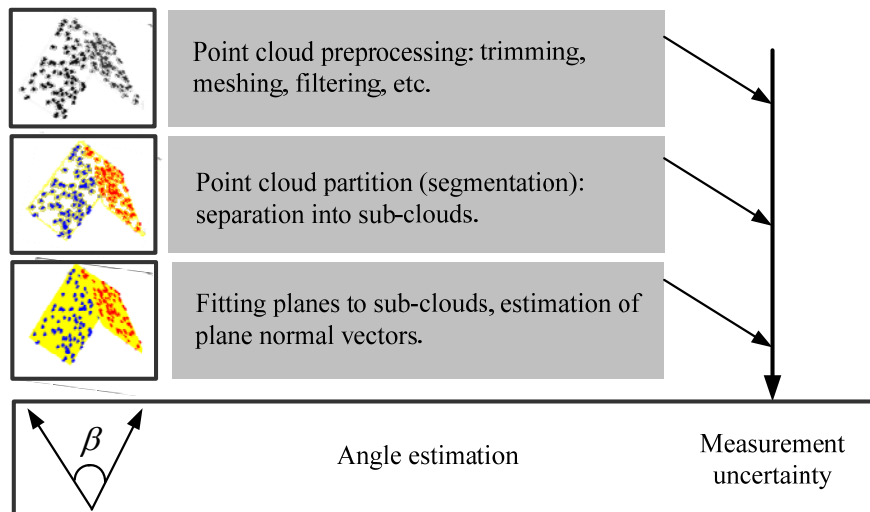 Point cloud preprocessing: trimming,
meshing, filtering, etc.
Point cloud partition (segmentation):
separation into sub-clouds.
Fitting planes to sub-clouds, estimation of
plane normal vectors.
β
Angle estimation
Measurement
uncertainty